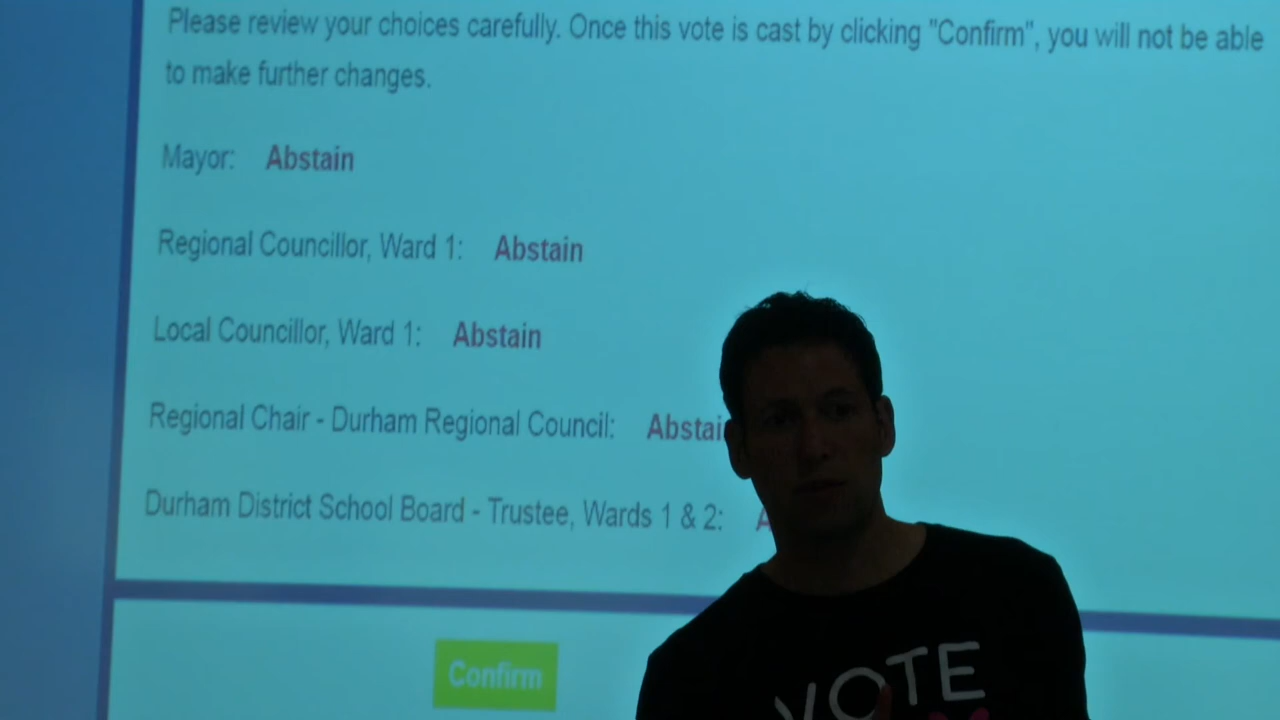 Please review your choices carefully. Once this vote is cast by clicking "Confirm", you will not be able
to make further changes.
Mayor: Abstain
Regional Councillor, Ward 1: Abstain
Local Councillor, Ward 1: Abstain
Regional Chair - Durham Regional Council: Abstai
Durham District School Board - Trustee, Wards 1 & 2: A
Confirm
VOTE